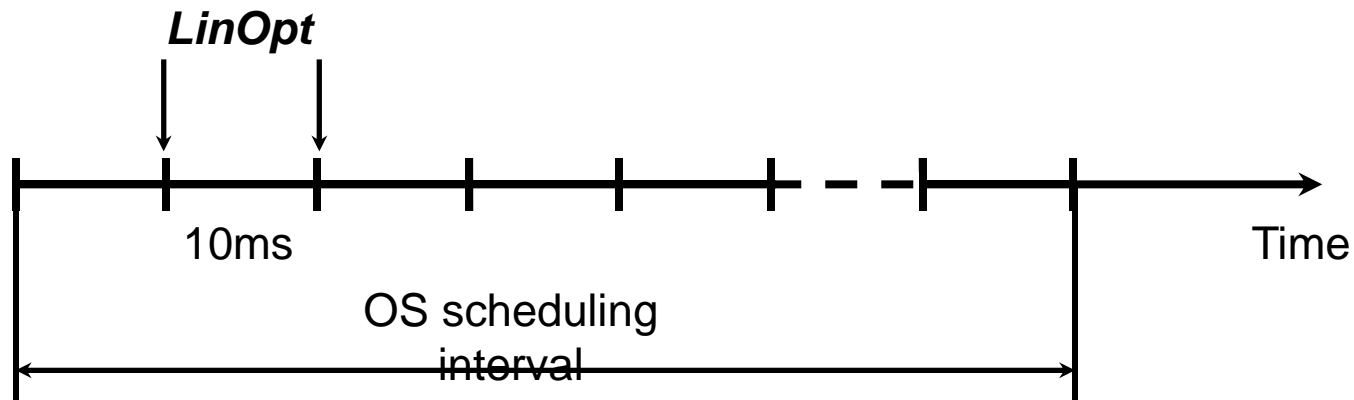 LinOpt
10ms
Time
OS scheduling
interval